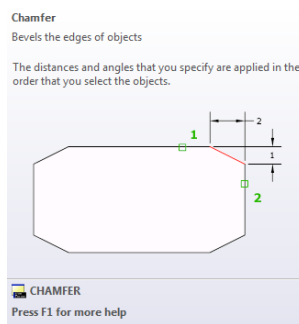 Chamfer
Bevels the edges of objects
The distances and angles that you specify are applied in the
order that you select the objects.
2
1
1
2
CHAMFER
Press F1 for more help